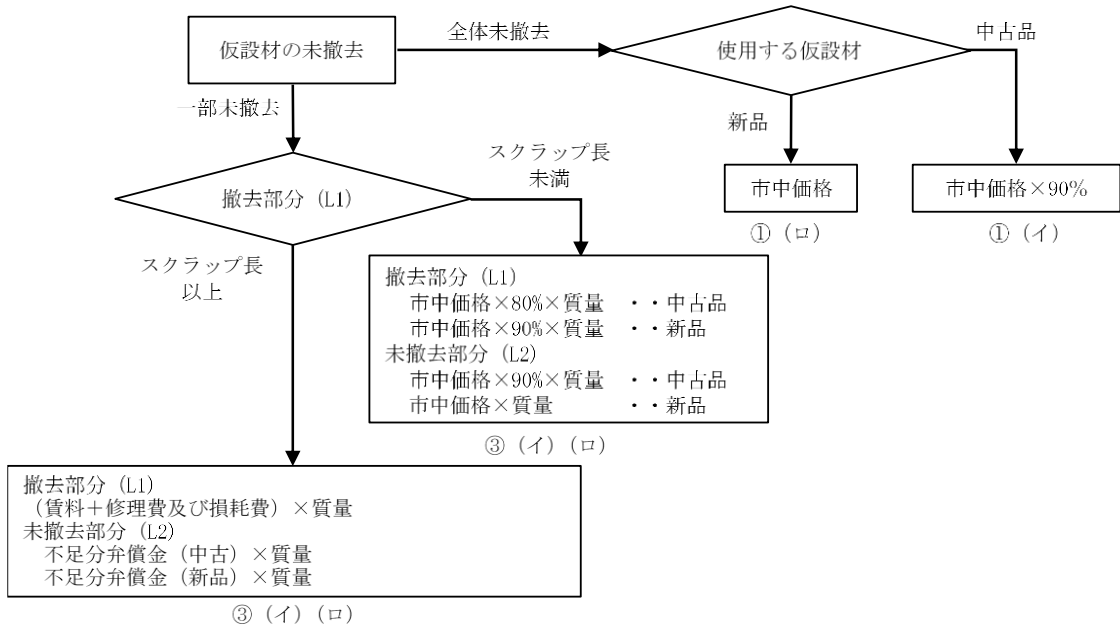 仮設材の未撤去
全体未撤去
使用する仮設材
中古品
一部未撤去
新品
市中価格
市中価格×90%
①（ロ）
①（イ）
撤去部分（L1）
スクラップ長
未満
スクラップ長
以上
撤去部分（L1）
市中価格×80%×質量　・・中古品
市中価格×90%×質量　・・新品
未撤去部分（L2）
市中価格×90%×質量　・・中古品
市中価格×質量　・・新品
③（イ）（ロ）
撤去部分（L1）
（賃料＋修理費及び損耗費）×質量
未撤去部分（L2）
不足分弁償金（中古）×質量
不足分弁償金（新品）×質量
③（イ）（ロ）